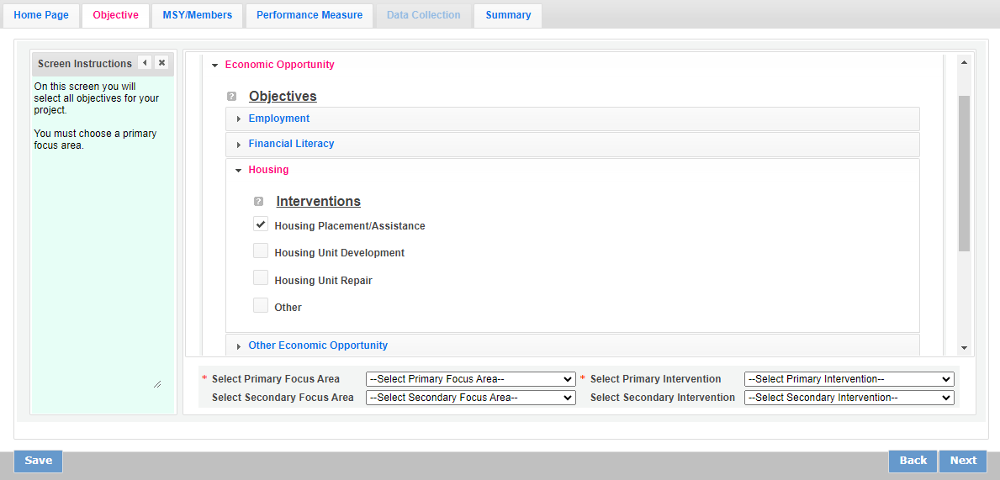 Home Page Objective MSY/Members Performance Measure Data Collection Summary
Screen Instructions
On this screen you will
select all objectives for your
project.
You must choose a primary
focus area.
Economic Opportunity
Objectives
Employment
Financial Literacy
Housing
Interventions
Housing Placement/Assistance
Housing Unit Development
Housing Unit Repair
Other
Other Economic Opportunity
* Select Primary Focus Area --Select Primary Focus Area-- * Select Primary Intervention --Select Primary Intervention--
Select Secondary Focus Area --Select Secondary Focus Area-- Select Secondary Intervention --Select Secondary Intervention--
Save Back Next